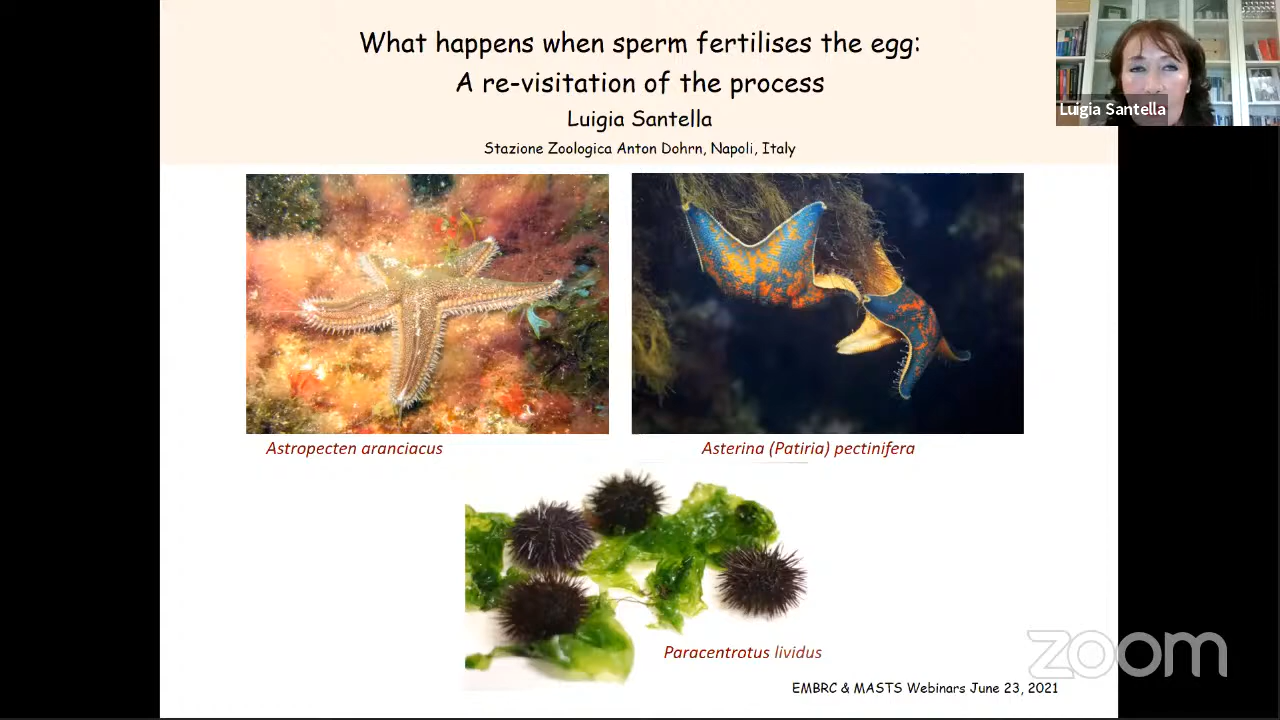 What happens when sperm fertilises the egg:
A re-visitation of the process
Luigia Santella
Stazione Zoologica Anton Dohrn, Napoli, Italy
Luigia Santella
Astropecten aranciacus
Asterina (Patiria) pectinifera
Paracentrotus lividus
zoom
EMBRC & MASTS Webinars June 23, 2021